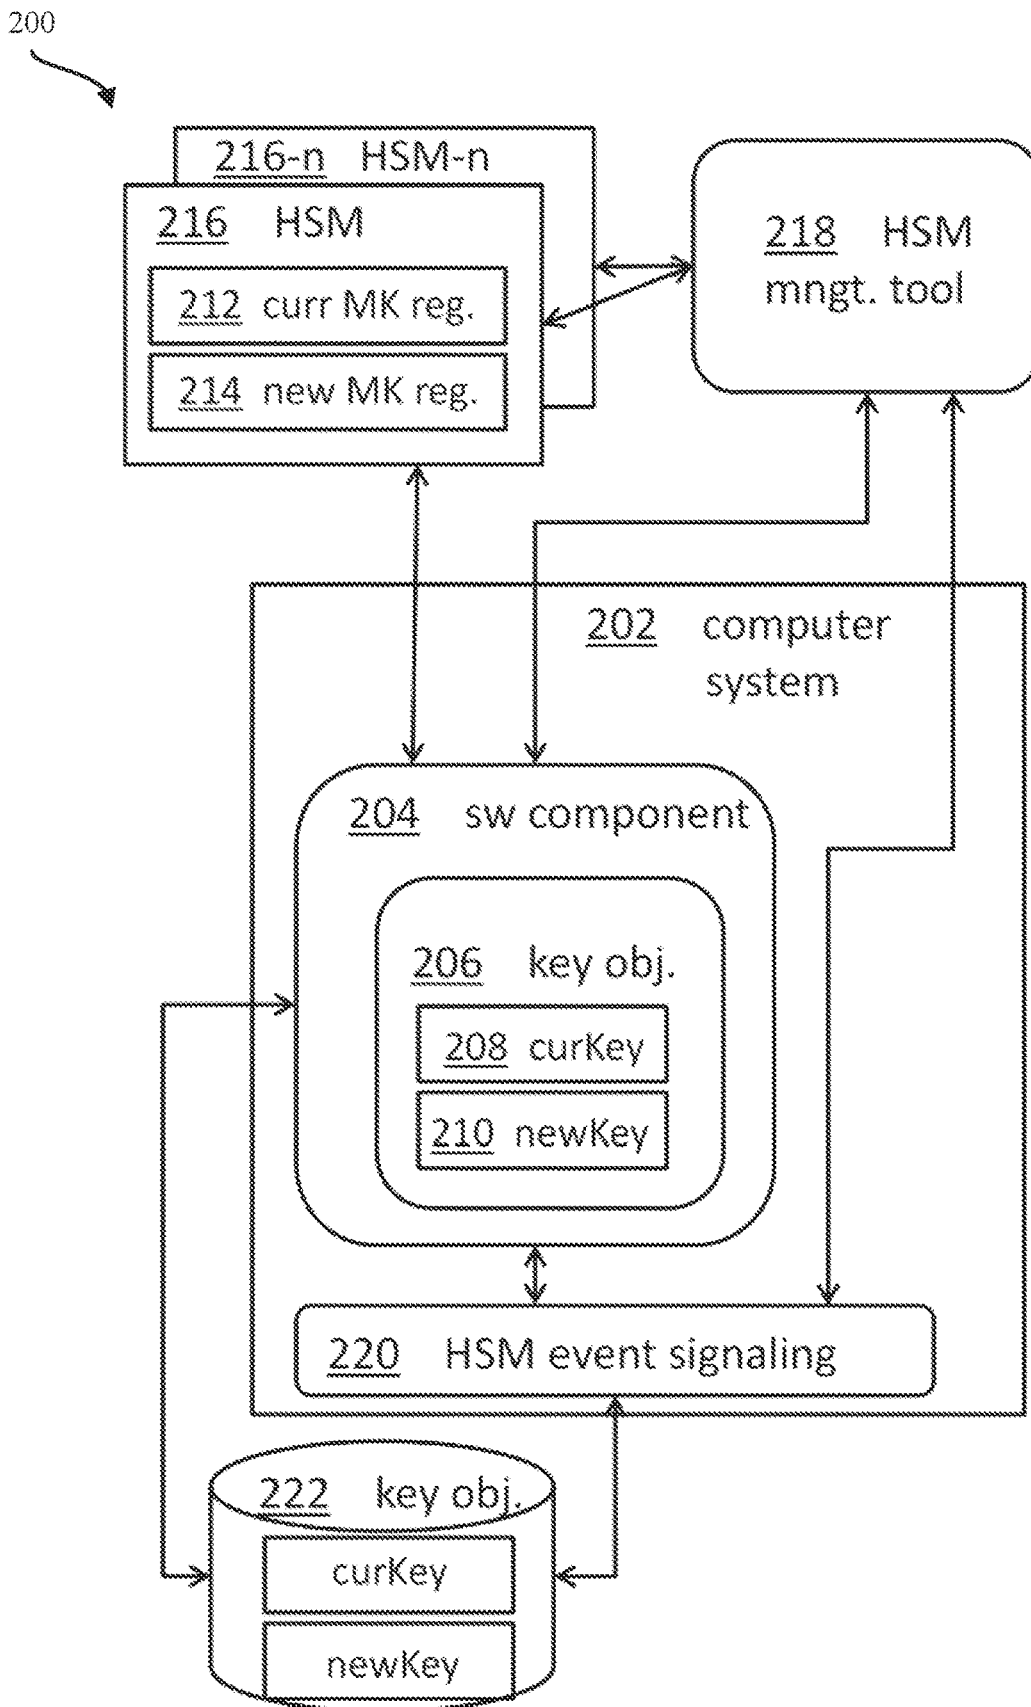 200
216-n HSM-n
216 HSM
212 curr MK reg.
214 new MK reg.
218 HSM
mngt. tool
202 computer
system
204 sw component
206 key obj.
208 curKey
210 newKey
220 HSM event signaling
222 key obj.
curKey
newKey